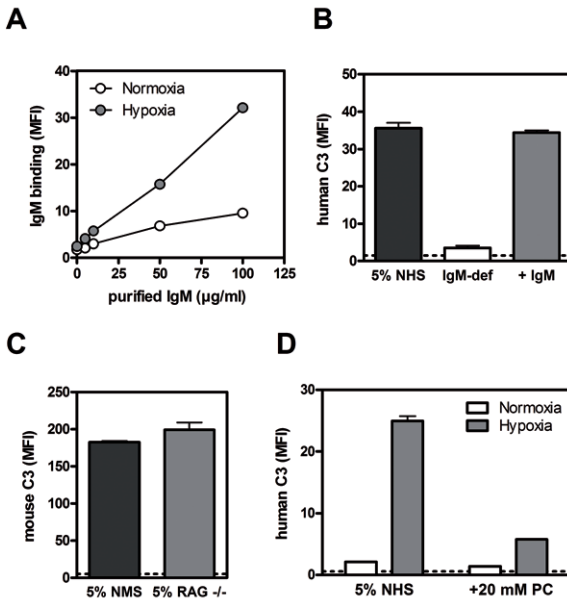 A
IgM binding (MFI)
40
30
20
10
0
Normoxia
Hypoxia
0 25 50 75 100 125
purified IgM (µg/ml)
B
human C3 (MFI)
50
40
30
20
10
0
5% NHS IgM-def + IgM
C
mouse C3 (MFI)
250
200
150
100
50
0
5% NMS 5% RAG -/-
D
human C3 (MFI)
30
20
10
0
Normoxia
Hypoxia
5% NHS +20 mM PC